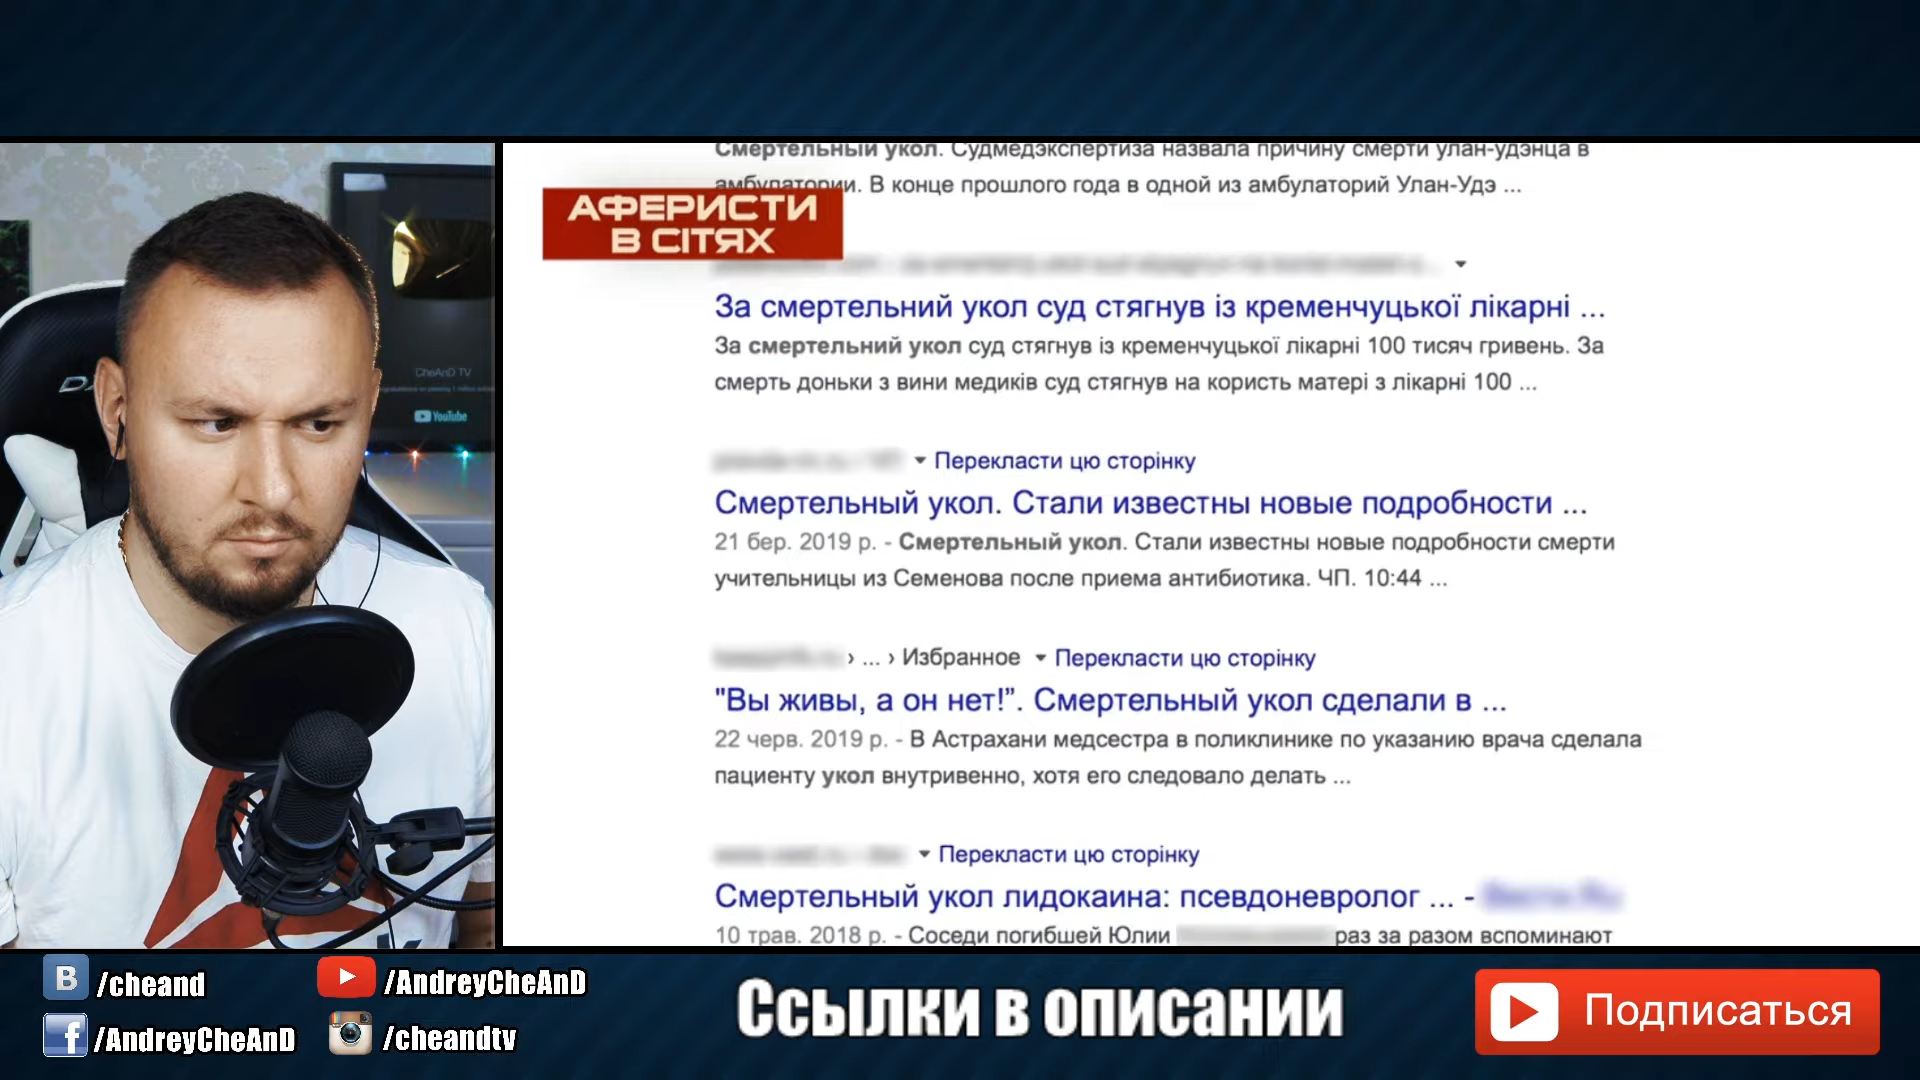 Смертельный укол. Судмедэкспертиза назвала причину смерти улан-удэнца в
амбулатории. В конце прошлого года в одной из амбулаторий Улан-Удэ ...
АФЕРИСТИ
В СІТЯХ
За смертельний укол суд стягнув із кременчуцької лікарні ...
За смертельний укол суд стягнув із кременчуцької лікарні 100 тисяч гривень. За
смерть доньки з вини медиків суд стягнув на користь матері з лікарні 100 ...
Перекласти цю сторінку
Смертельный укол. Стали известны новые подробности ...
21 бер. 2019 р. - Смертельный укол. Стали известны новые подробности смерти
учительницы из Семенова после приема антибиотика. ЧП. 10:44 ...
› ... › Избранное Перекласти цю сторінку
"Вы живы, а он нет!”. Смертельный укол сделали в ...
22 черв. 2019 р. - В Астрахани медсестра в поликлинике по указанию врача сделала
пациенту укол внутривенно, хотя его следовало делать ...
Перекласти цю сторінку
Смертельный укол лидокаина: псевдоневролог ... -
10 трав. 2018 р. - Соседи погибшей Юлии раз за разом вспоминают
CheAnD TV
YouTube
B /cheand
/AndreyCheAnD
f /AndreyCheAnD
/cheandtv
Ссылки в описании
Подписаться